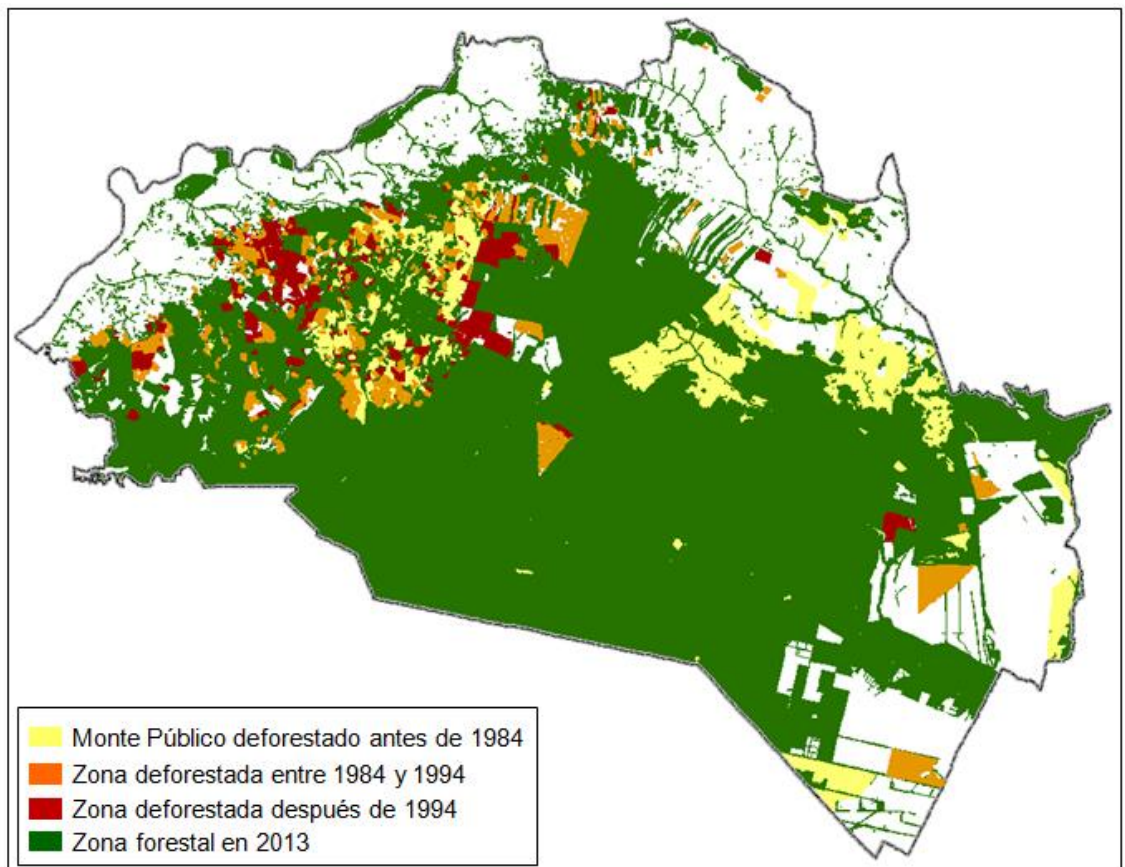 Monte Público deforestado antes de 1984
Zona deforestada entre 1984 y 1994
Zona deforestada después de 1994
Zona forestal en 2013